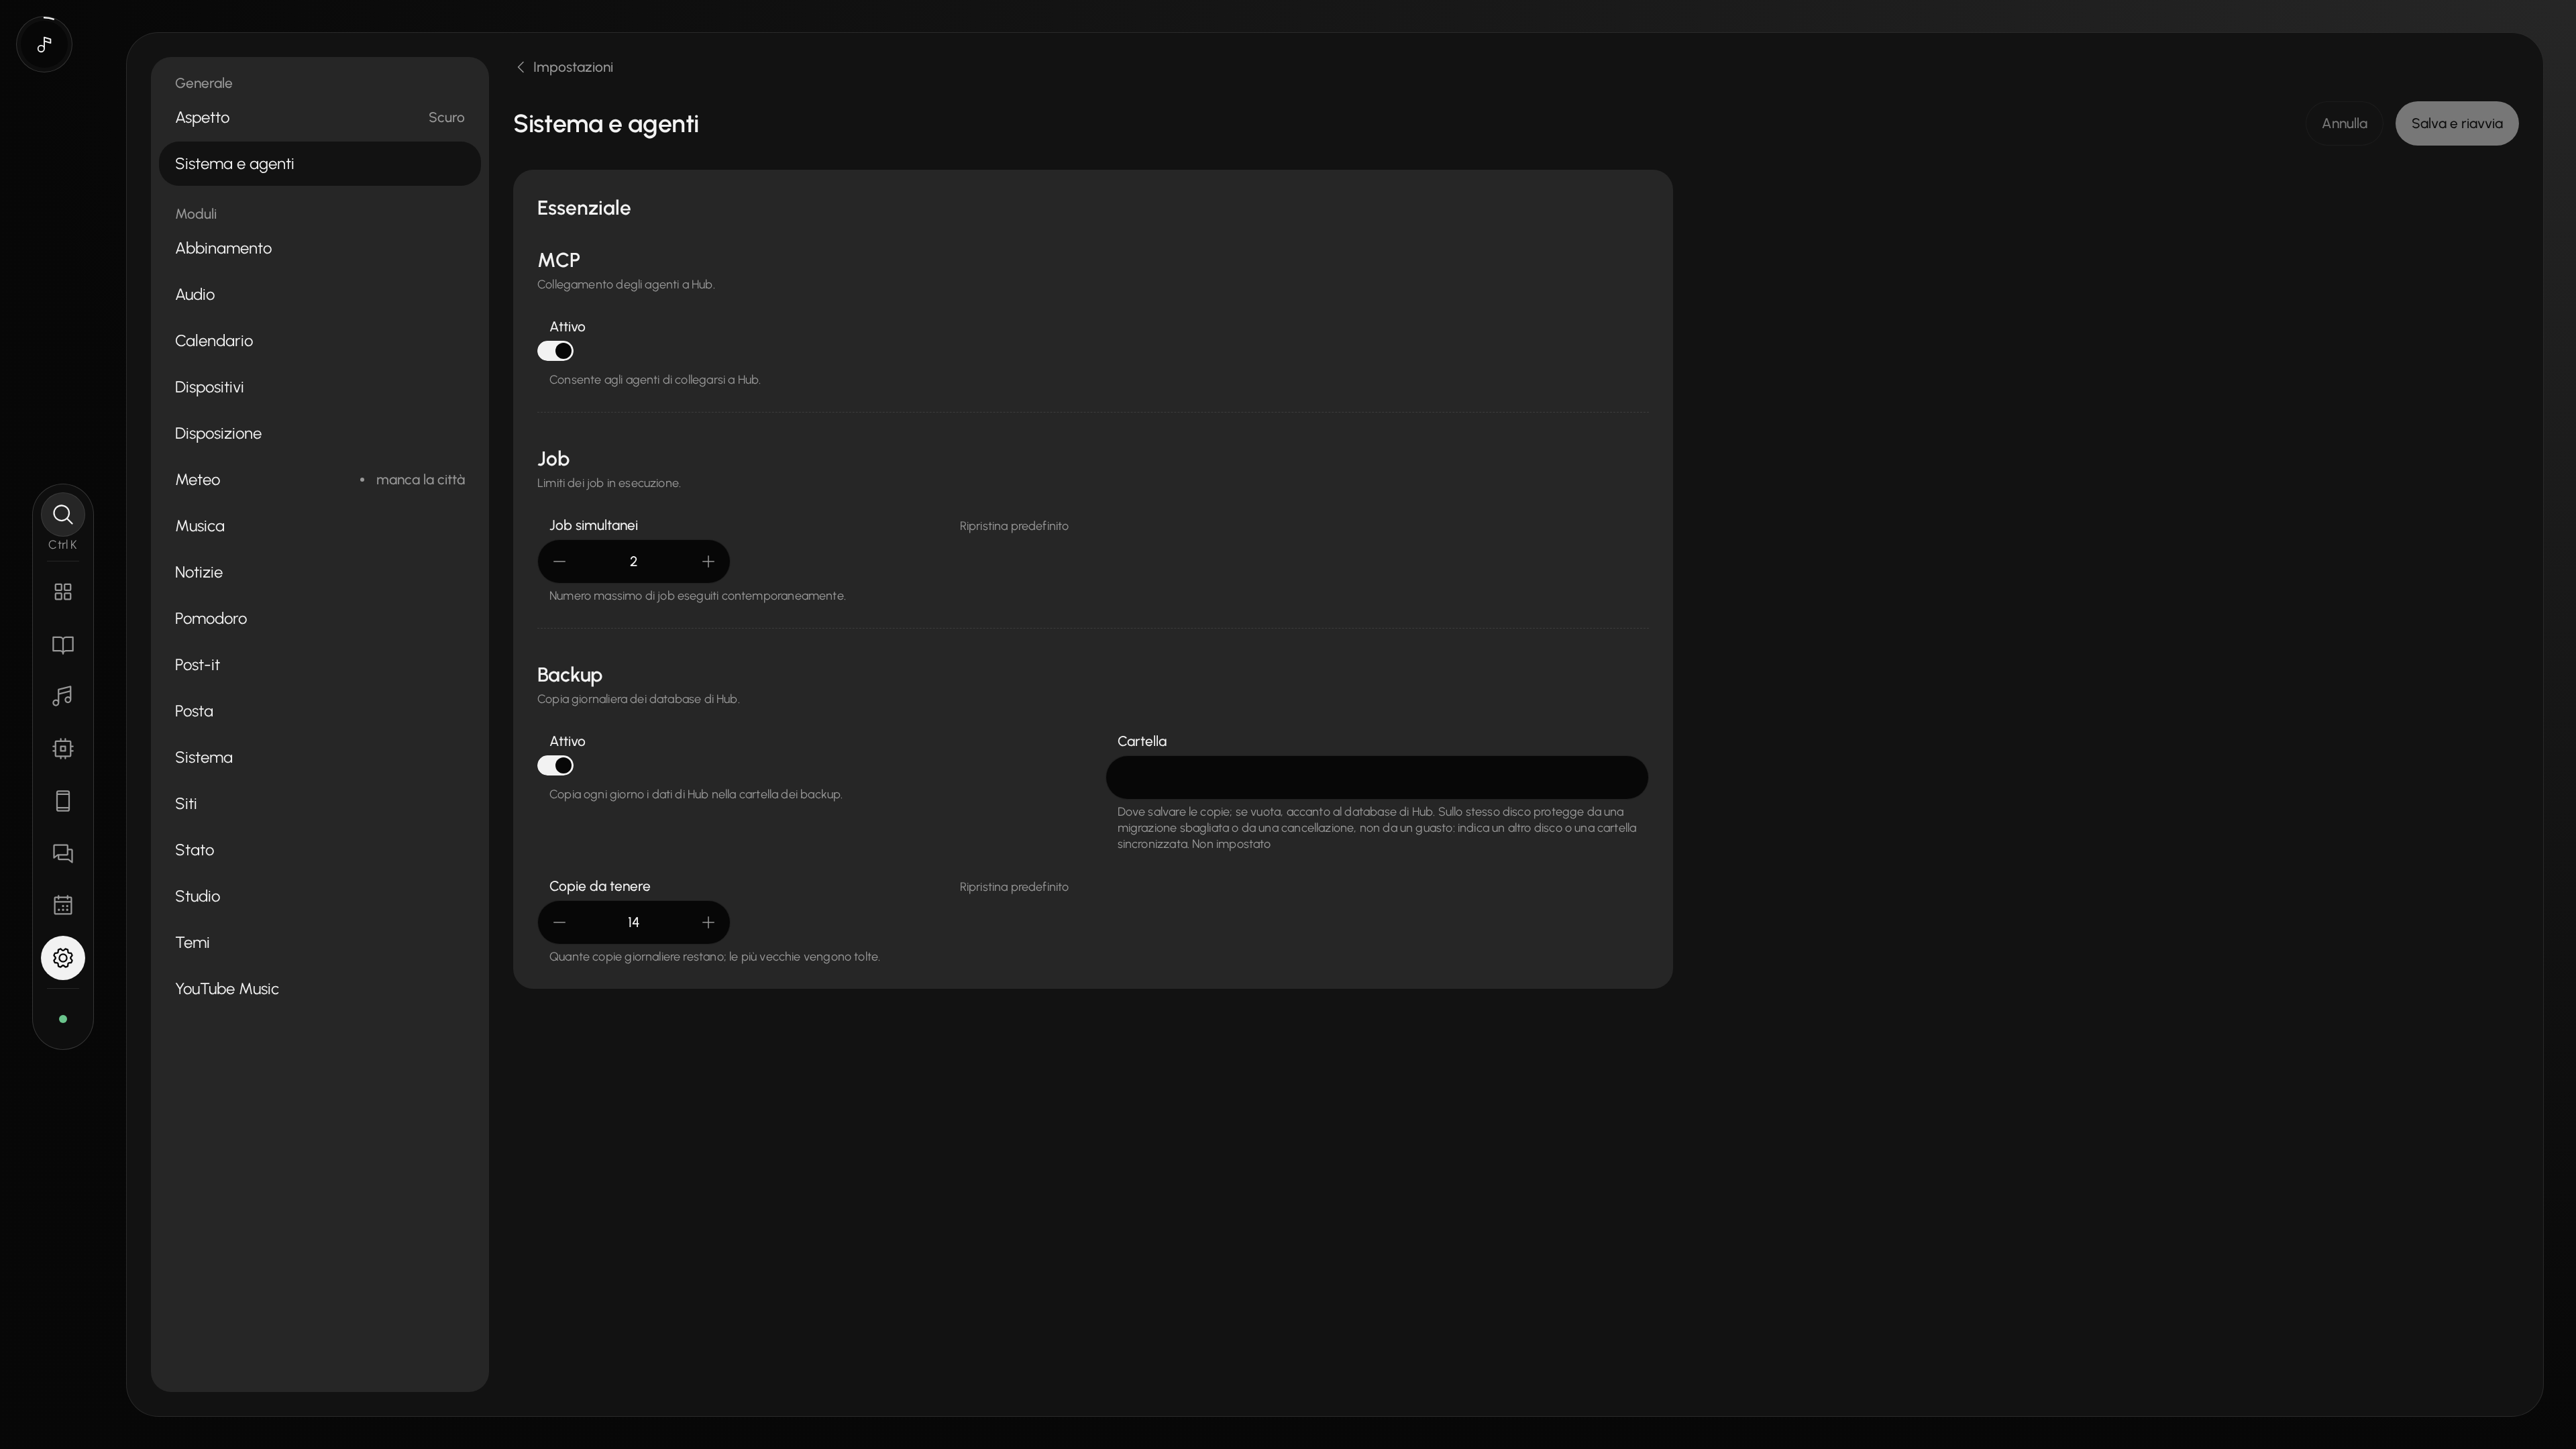 Impostazioni
Generale
Aspetto
Scuro
Sistema e agenti
Moduli
Abbinamento
Audio
Calendario
Dispositivi
Disposizione
Meteo
• manca la città
Musica
Notizie
Pomodoro
Post-it
Posta
Sistema
Siti
Stato
Studio
Temi
YouTube Music
Ctrl K
Sistema e agenti
Annulla
Salva e riavvia
Essenziale
MCP
Collegamento degli agenti a Hub.
Attivo
Consente agli agenti di collegarsi a Hub.
Job
Limiti dei job in esecuzione.
Job simultanei
Ripristina predefinito
2
Numero massimo di job eseguiti contemporaneamente.
Backup
Copia giornaliera dei database di Hub.
Attivo
Copia ogni giorno i dati di Hub nella cartella dei backup.
Cartella
Dove salvare le copie; se vuota, accanto al database di Hub. Sullo stesso disco protegge da una
migrazione sbagliata o da una cancellazione, non da un guasto: indica un altro disco o una cartella
sincronizzata. Non impostato
Copie da tenere
Ripristina predefinito
14
Quante copie giornaliere restano; le più vecchie vengono tolte.